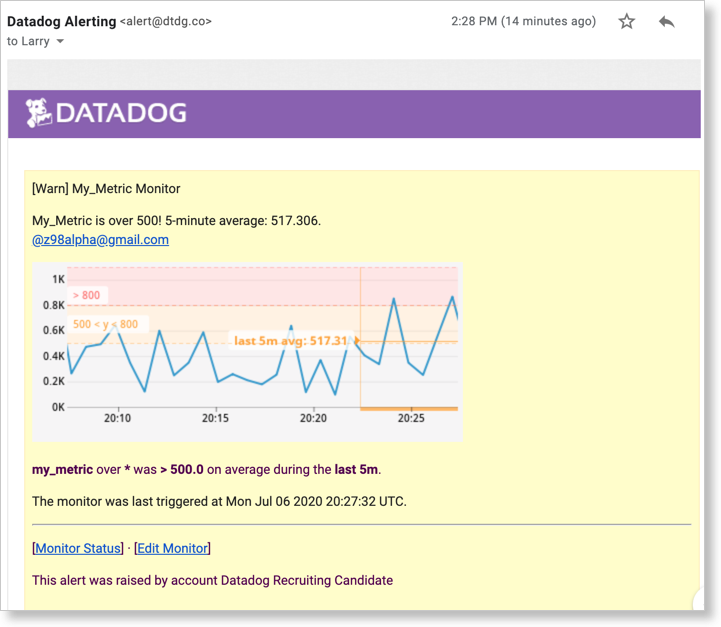 Datadog Alerting <alert@dtdg.co> 2:28 PM (14 minutes ago)
to Larry
DATADOG
[Warn] My_Metric Monitor
My_Metric is over 500! 5-minute average: 517.306.
@z98alpha@gmail.com
1K
> 800
0.8K
500 < y < 800
0.6K
last 5m avg: 517.31
0.4K
0.2K
0K
20:10 20:15 20:20 20:25
my_metric over * was > 500.0 on average during the last 5m.
The monitor was last triggered at Mon Jul 06 2020 20:27:32 UTC.
[Monitor Status] · [Edit Monitor]
This alert was raised by account Datadog Recruiting Candidate